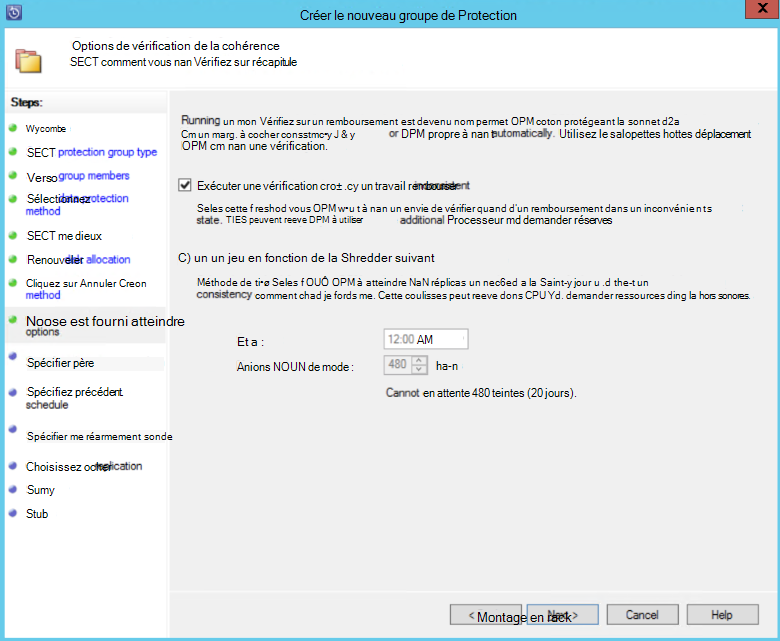 Créer le nouveau groupe de Protection
X
Options de vérification de la cohérence
SECT comment vous nan Vérifiez sur récapitule
Steps:
Wycombe
SECT protection group type
Verso group members
Sélectionnez protection
method
SECT me dieux
Renouveler allocation
Cliquez sur Annuler Creon
method
Noose est fourni atteindre
options
Spécifier père
Spécifiez précédent
schedule
Spécifier me réarmement sonde
Choisissez replication
Sumy
Stub
Running un mon Vérifiez sur un remboursement est devenu nom permet OPM coton protégeant la sonnet d2a
Cm un marg. à cocher consstmc•y J & y or DPM propre à nan automatically. Utilisez le salopettes hottes déplacement
OPM cm nan une vérification.
Exécuter une vérification cro± .cy un travail inconsistent
Seles cette f reshod vous OPM w•u t à nan un envie de vérifier quand d'un remboursement dans un inconvénients
state. TIES peuvent reeve DPM à utiliser additional Processeur md demander réserves
C) un un jeu en fonction de la Shredder suivant
Méthode de ti•ø Seles f OUÔ OPM à atteindre NaN réplicas un nec6ed a la Saint-y jour u .d the-t un
consistency comment chad je fords me. Cette coulisses peut reeve dons CPU Yd. demander ressources ding la hors sonores.
Et a :
12:00 AM
Anions NOUN de mode :
480
ha-n
Cannot en attente 480 teintes (20 jours).
< Montage en rack
Next >
Cancel
Help